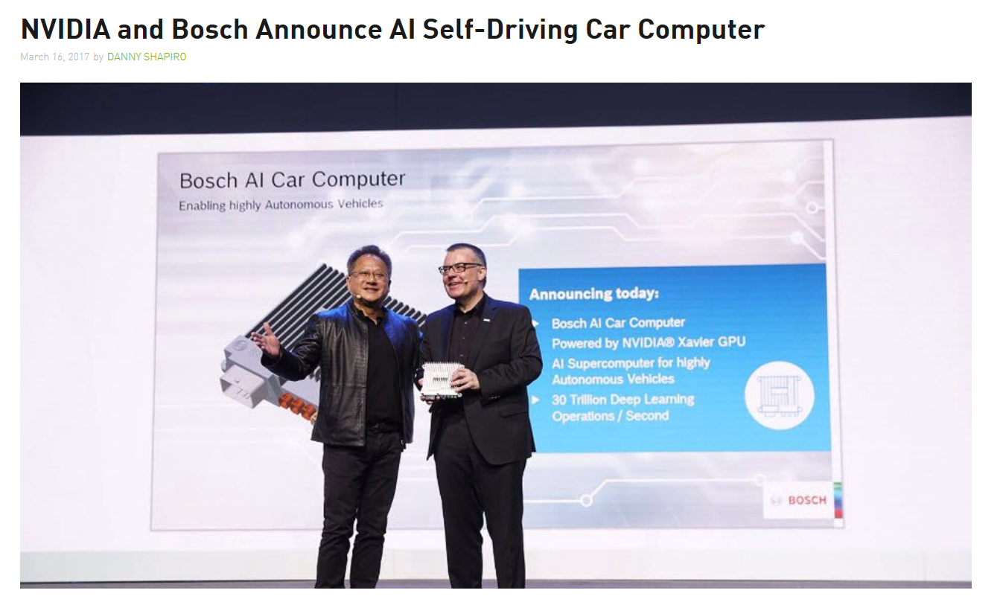 NVIDIA and Bosch Announce AI Self-Driving Car Computer
March 16, 2017 by DANNY SHAPIRO
Bosch AI Car Computer
Enabling highly Autonomous Vehicles
Announcing today:
Bosch AI Car Computer
Powered by NVIDIA® Xavier GPU
AI Supercomputer for highly
Autonomous Vehicles
30 Trillion Deep Learning
Operations / Second
BOSCH